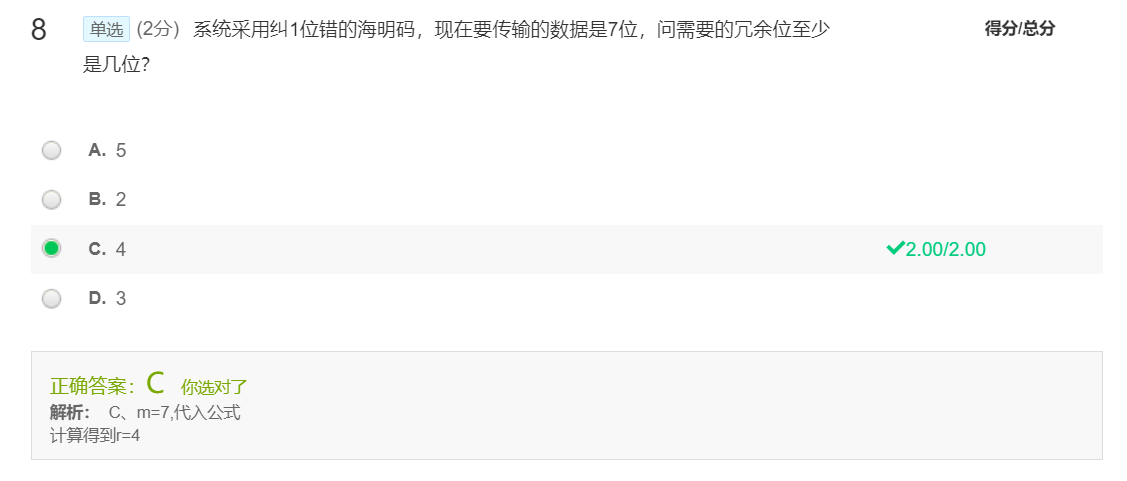 8 单选 (2分) 系统采用纠1位错的海明码，现在要传输的数据是7位，问需要的冗余位至少 得分/总分
是几位？
A. 5
B. 2
C. 4 2.00/2.00
D. 3
正确答案：C 你选对了
解析： C、m=7,代入公式
计算得到r=4